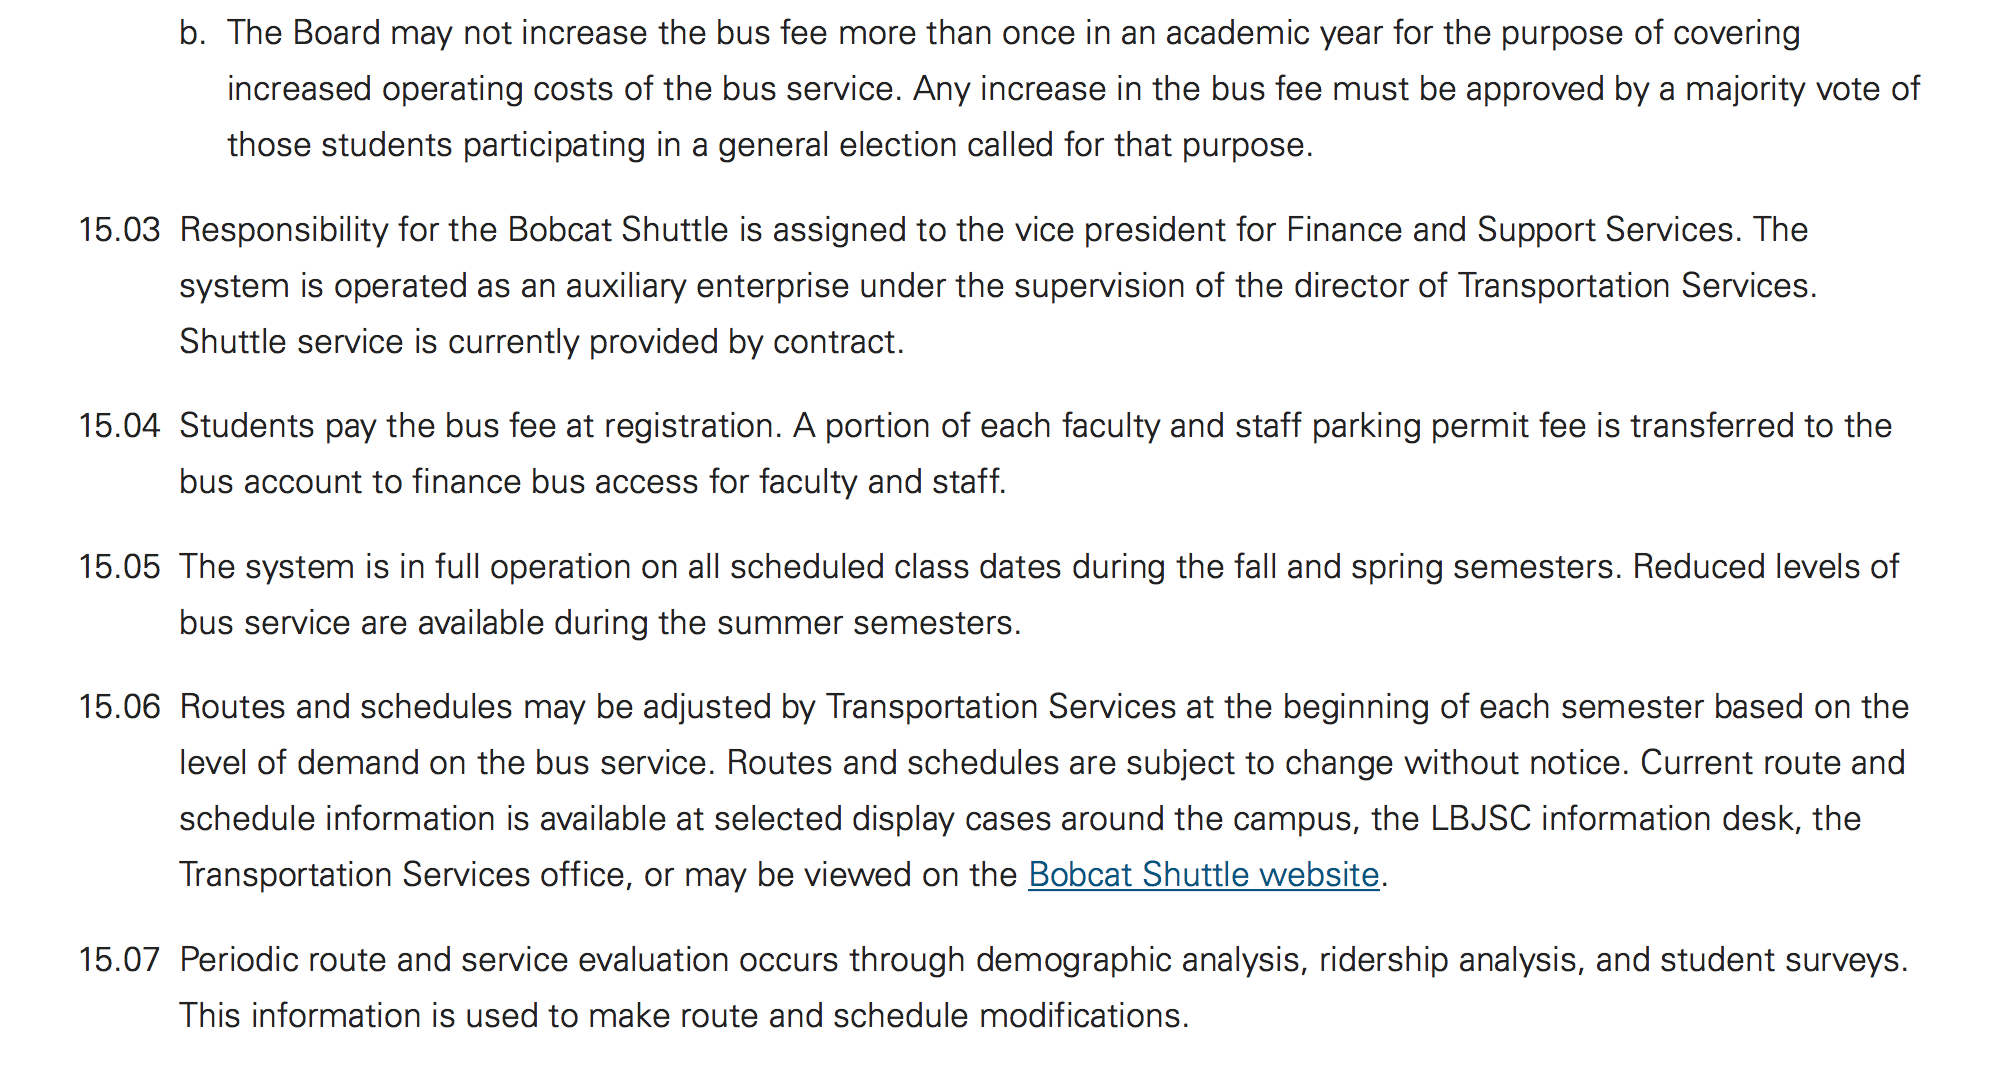 b. The Board may not increase the bus fee more than once in an academic year for the purpose of covering
increased operating costs of the bus service. Any increase in the bus fee must be approved by a majority vote of
those students participating in a general election called for that purpose.
15.03 Responsibility for the Bobcat Shuttle is assigned to the vice president for Finance and Support Services. The
system is operated as an auxiliary enterprise under the supervision of the director of Transportation Services.
Shuttle service is currently provided by contract.
15.04 Students pay the bus fee at registration. A portion of each faculty and staff parking permit fee is transferred to the
bus account to finance bus access for faculty and staff.
15.05 The system is in full operation on all scheduled class dates during the fall and spring semesters. Reduced levels of
bus service are available during the summer semesters.
15.06 Routes and schedules may be adjusted by Transportation Services at the beginning of each semester based on the
level of demand on the bus service. Routes and schedules are subject to change without notice. Current route and
schedule information is available at selected display cases around the campus, the LBJSC information desk, the
Transportation Services office, or may be viewed on the Bobcat Shuttle website.
15.07 Periodic route and service evaluation occurs through demographic analysis, ridership analysis, and student surveys.
This information is used to make route and schedule modifications.